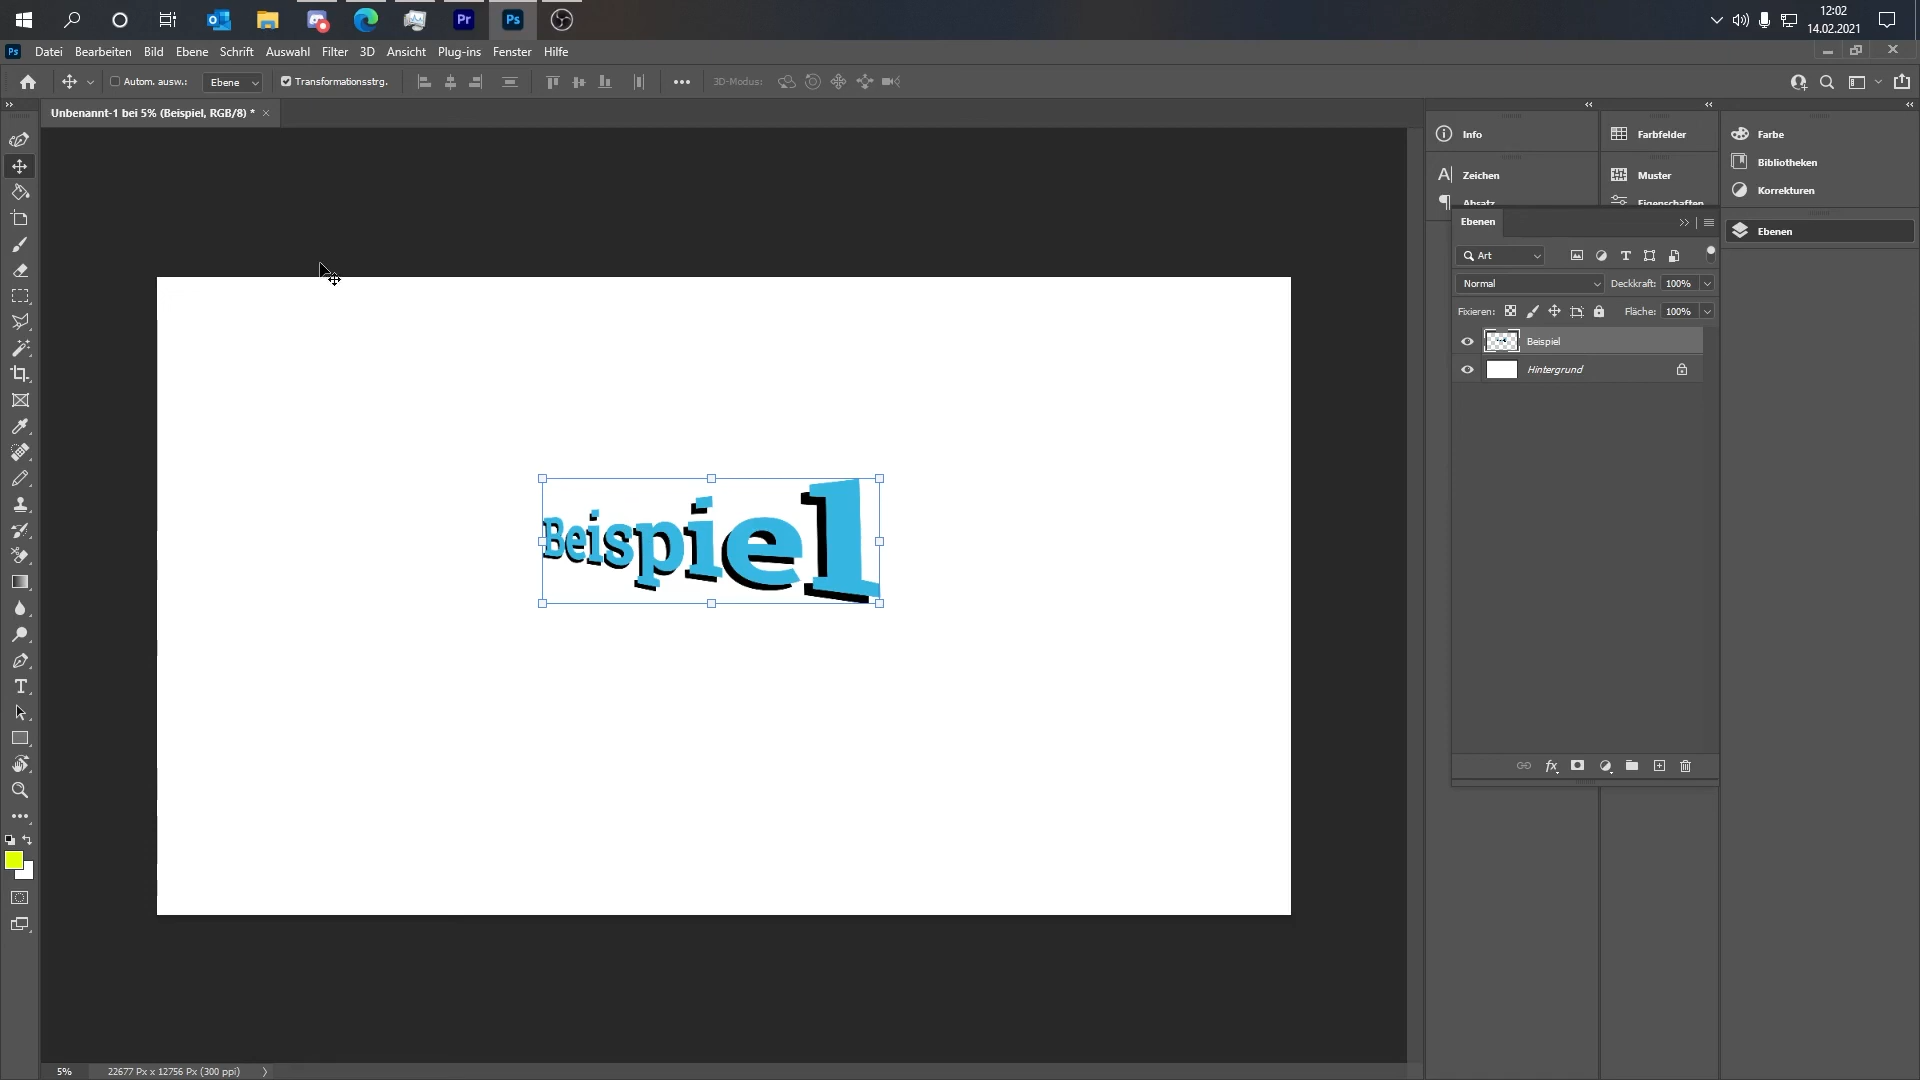 12:02
14.02.2021
Ps
Datei Bearbeiten Bild Ebene Schrift Auswahl Filter 3D Ansicht Plug-ins Fenster Hilfe
Autom. ausw.: Ebene Transformationsstrg. 3D-Modus:
Unbenannt-1 bei 5% (Beispiel, RGB/8) *
Info
Zeichen
Absatz
Farbfelder
Muster
Eigenschaften
Farbe
Bibliotheken
Korrekturen
Ebenen
Ebenen
Art
Normal Deckkraft: 100%
Fixieren: Fläche: 100%
Beispiel
Hintergrund
fx
Beispiel
5% 22677 Px x 12756 Px (300 ppi)